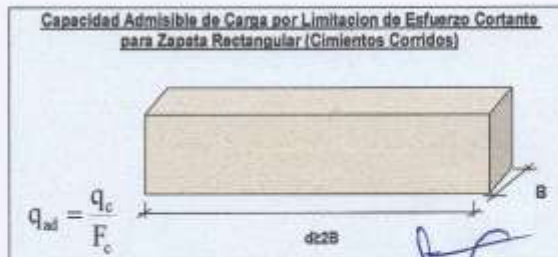 Capacidad Admisible de Carga por Limitacion de Esfuerzo Cortante
para Zapata Rectangular (Cimientos Corridos)
B
q_ad = q_c / F_c
d≥2B